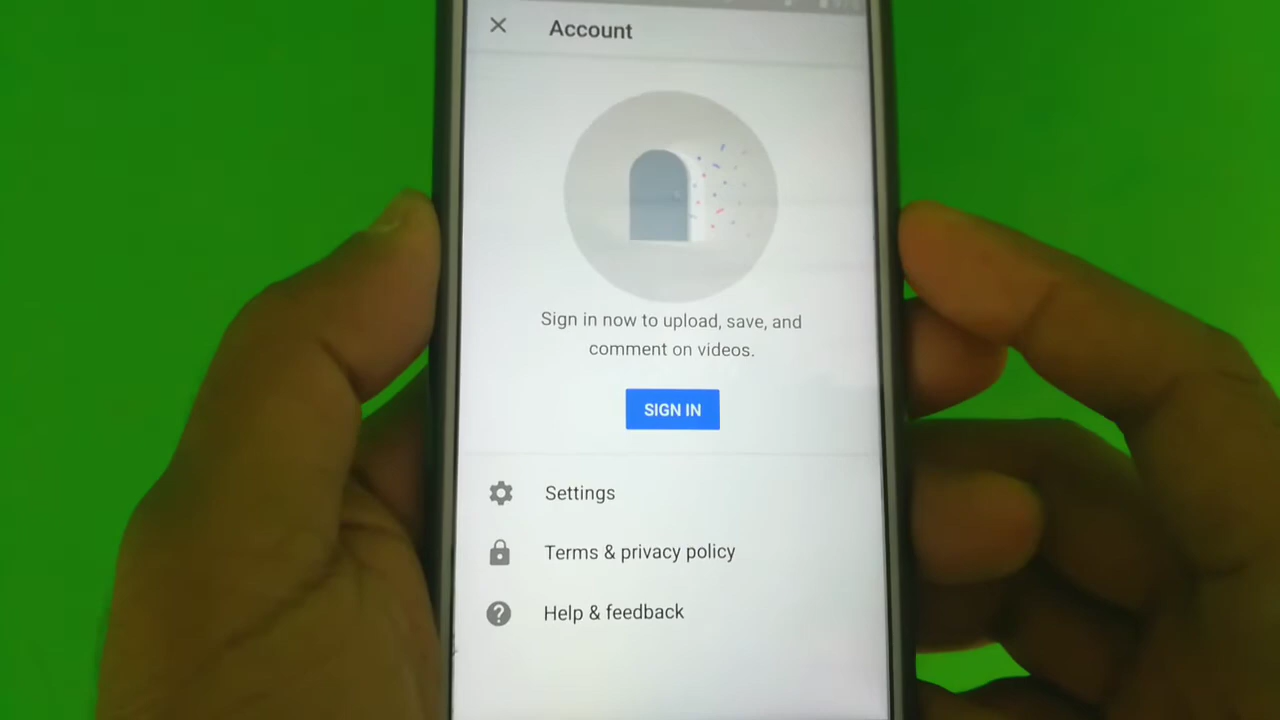 Account
Sign in now to upload, save, and
comment on videos.
SIGN IN
Settings
Terms & privacy policy
Help & feedback